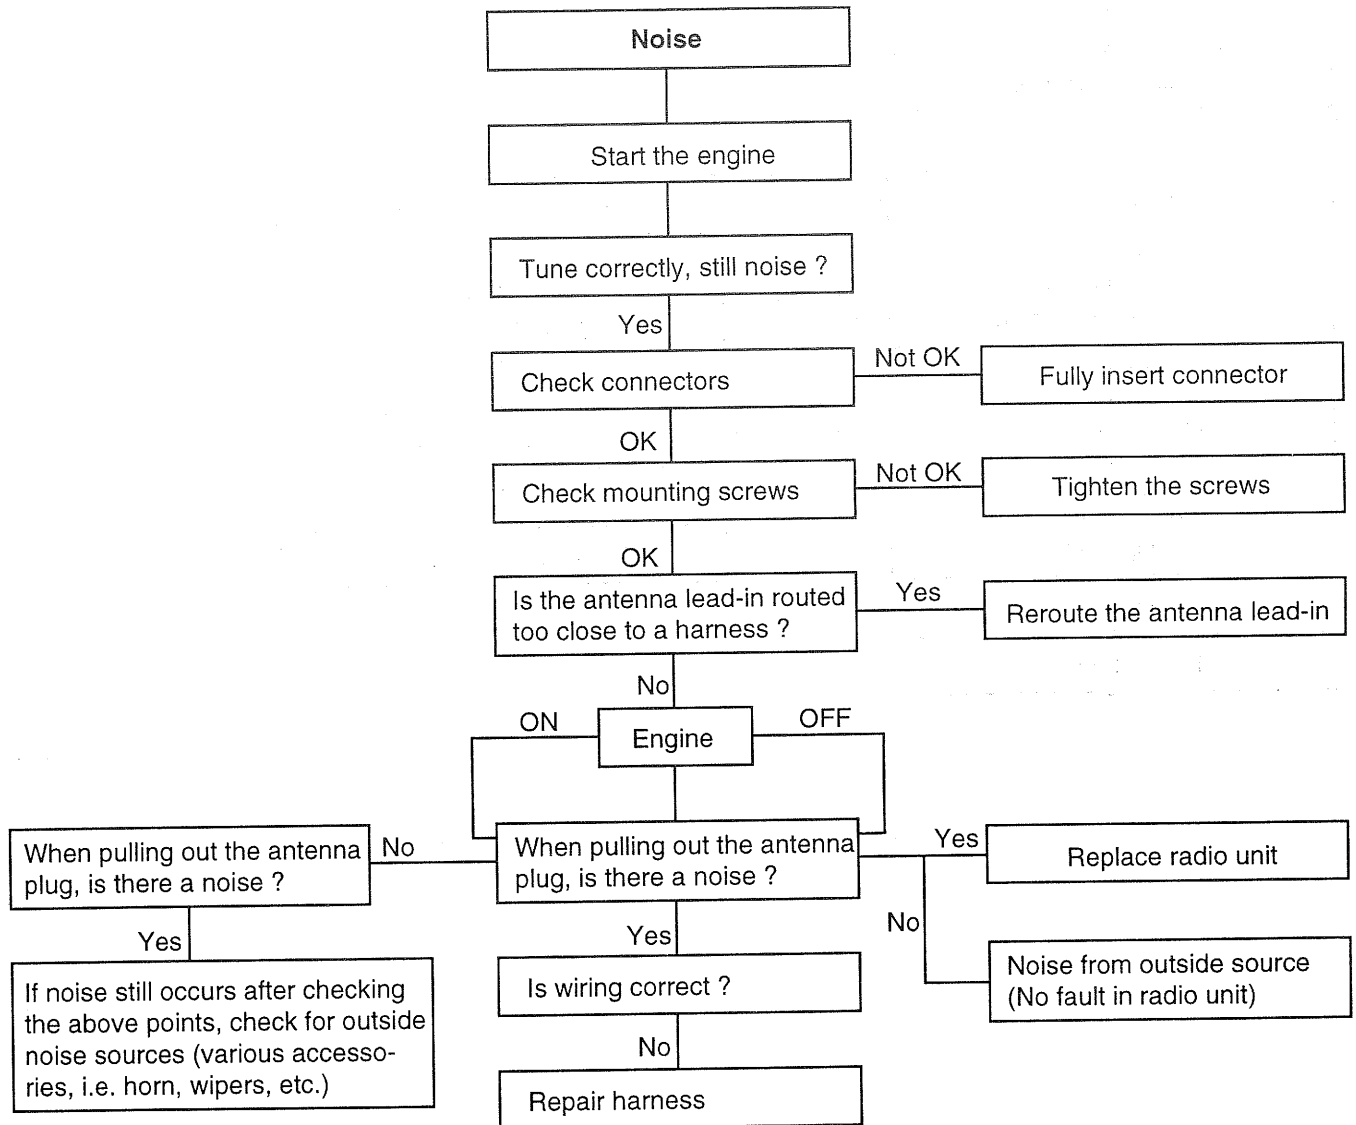 Noise
Start the engine
Tune correctly, still noise ?
Yes
Check connectors
Not OK
Fully insert connector
OK
Check mounting screws
Not OK
Tighten the screws
OK
Is the antenna lead-in routed
too close to a harness ?
Yes
Reroute the antenna lead-in
No
ON
Engine
OFF
When pulling out the antenna
plug, is there a noise ?
No
When pulling out the antenna
plug, is there a noise ?
Yes
Replace radio unit
No
Noise from outside source
(No fault in radio unit)
Yes
If noise still occurs after checking
the above points, check for outside
noise sources (various accesso-
ries, i.e. horn, wipers, etc.)
Yes
Is wiring correct ?
No
Repair harness